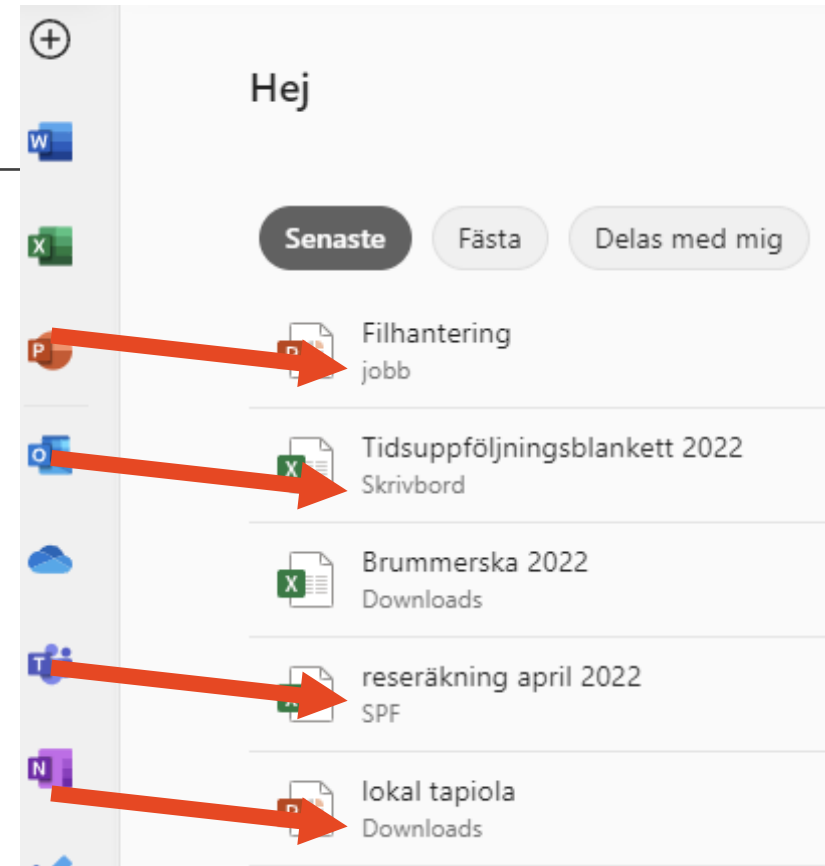 Hej
Senaste Fästa Delas med mig
Filhantering
jobb
Tidsuppföljningsblankett 2022
Skrivbord
Brummerska 2022
Downloads
reseräkning april 2022
SPF
lokal tapiola
Downloads
W
X
P
O
T
N
X